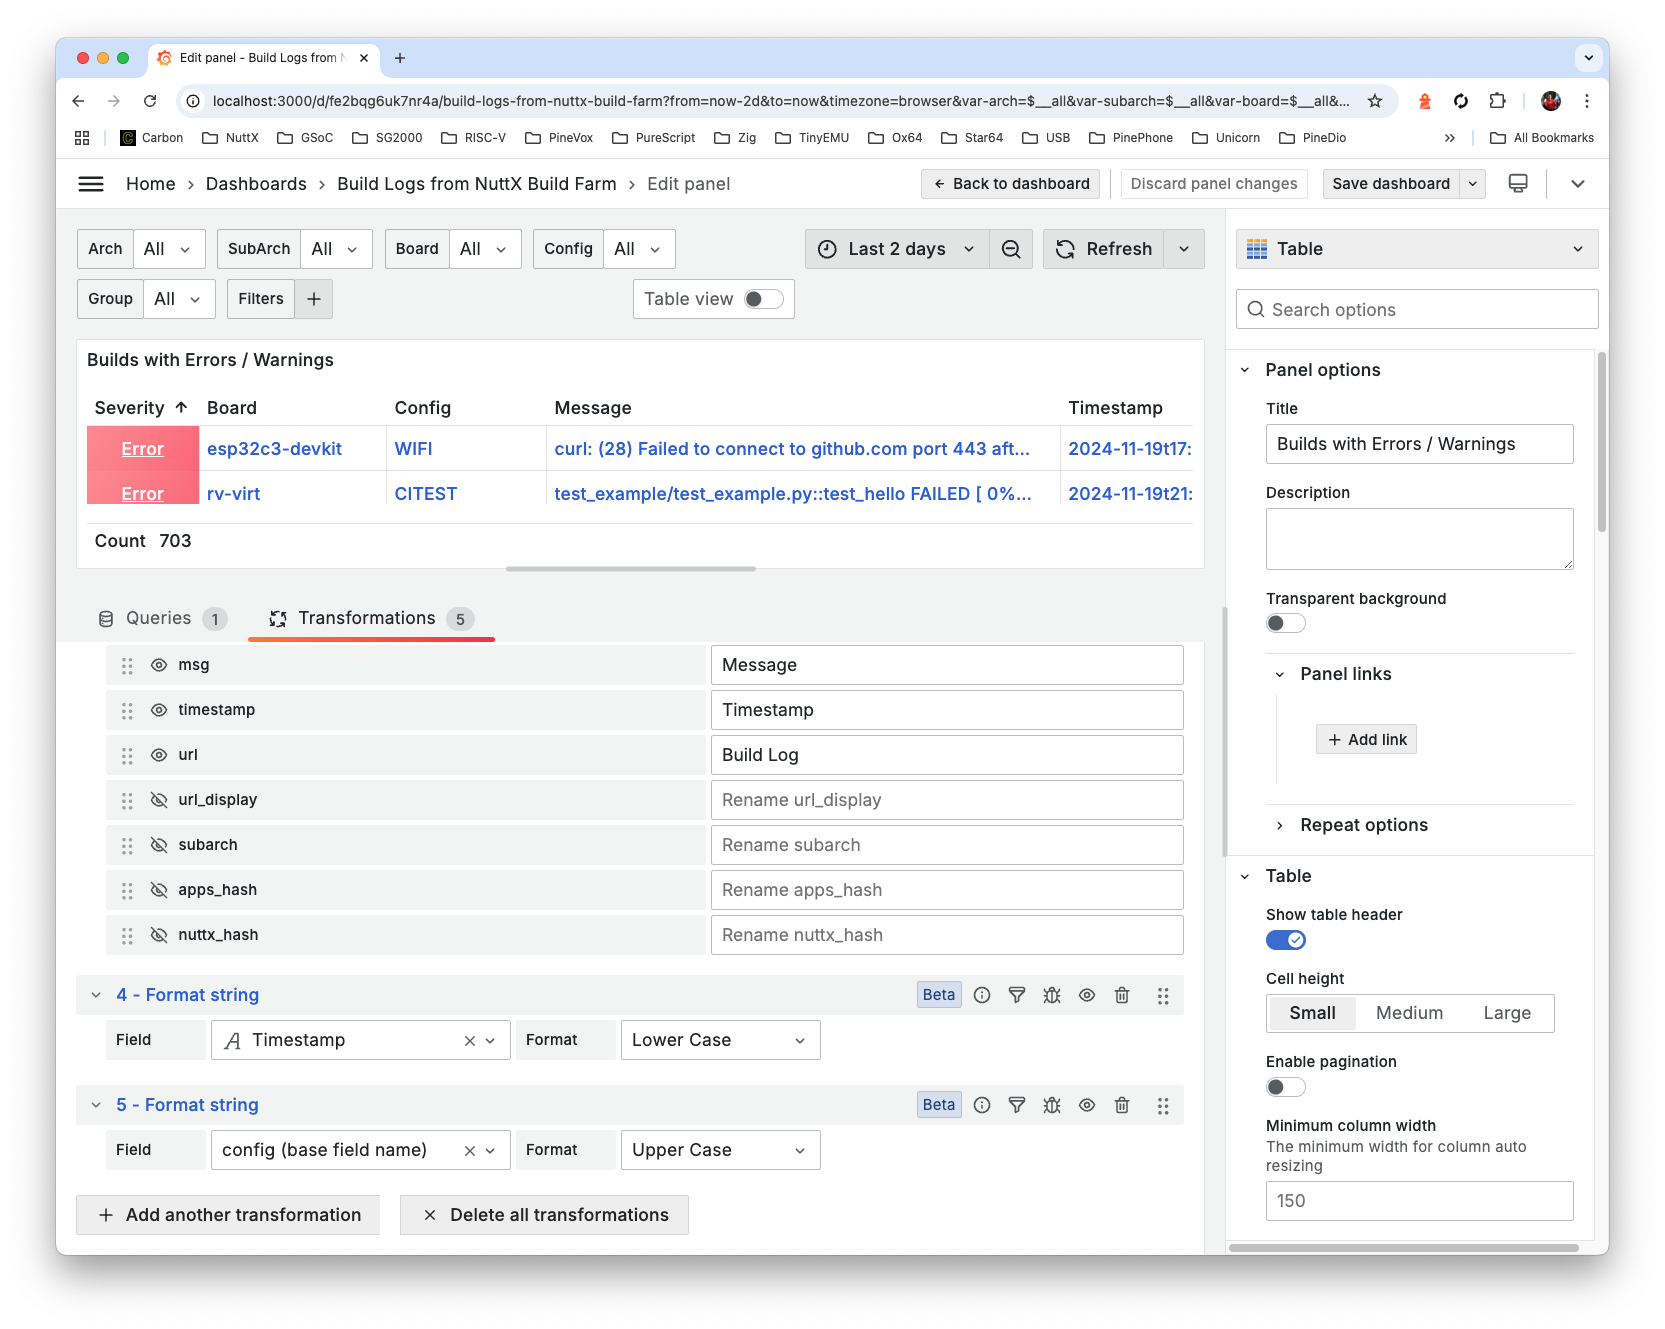 Edit panel - Build Logs from N
localhost:3000/d/fe2bqg6uk7nr4a/build-logs-from-nuttx-build-farm?from=now-2d&to=now&timezone=browser&var-arch=$__all&var-subarch=$__all&var-board=$__all&...
Carbon NuttX GSoC SG2000 RISC-V PineVox PureScript Zig TinyEMU Ox64 Star64 USB PinePhone Unicorn PineDio » All Bookmarks
Home › Dashboards › Build Logs from NuttX Build Farm › Edit panel
Back to dashboard
Discard panel changes
Save dashboard
Arch All SubArch All Board All Config All
Last 2 days
Refresh
Group All Filters +
Table view
Builds with Errors / Warnings
Severity Board Config Message Timestamp
Error esp32c3-devkit WIFI curl: (28) Failed to connect to github.com port 443 aft... 2024-11-19t17:
Error rv-virt CITEST test_example/test_example.py::test_hello FAILED [ 0%... 2024-11-19t21:
Count 703
Queries 1
Transformations 5
msg Message
timestamp Timestamp
url Build Log
url_display Rename url_display
subarch Rename subarch
apps_hash Rename apps_hash
nuttx_hash Rename nuttx_hash
4 - Format string Beta
Field Timestamp Format Lower Case
5 - Format string Beta
Field config (base field name) Format Upper Case
+ Add another transformation
Delete all transformations
Table
Search options
Panel options
Title
Builds with Errors / Warnings
Description
Transparent background
Panel links
+ Add link
Repeat options
Table
Show table header
Cell height
Small Medium Large
Enable pagination
Minimum column width
The minimum width for column auto
resizing
150